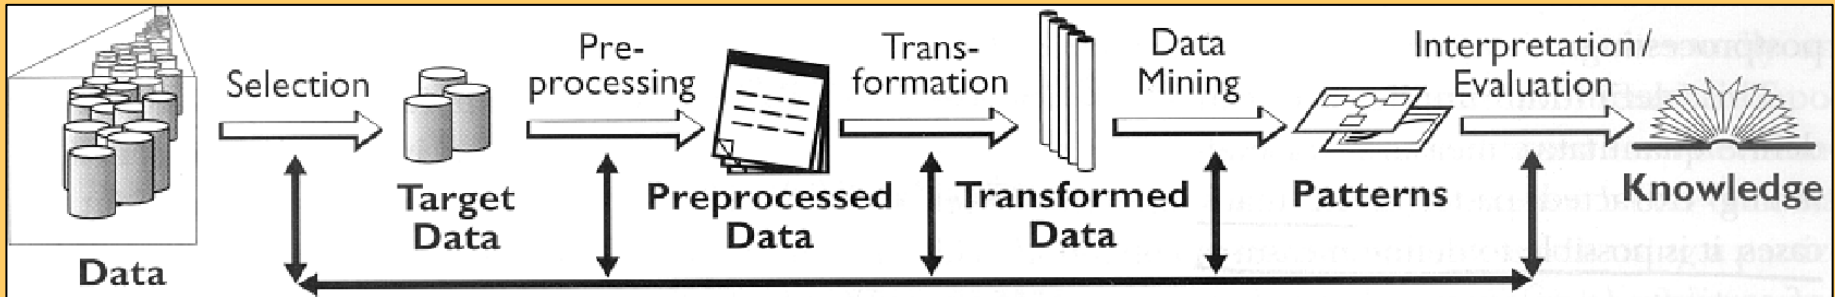 Selection
Pre-
processing
Trans-
formation
Data
Mining
Interpretation/
Evaluation
Data
Target
Data
Preprocessed
Data
Transformed
Data
Patterns
Knowledge